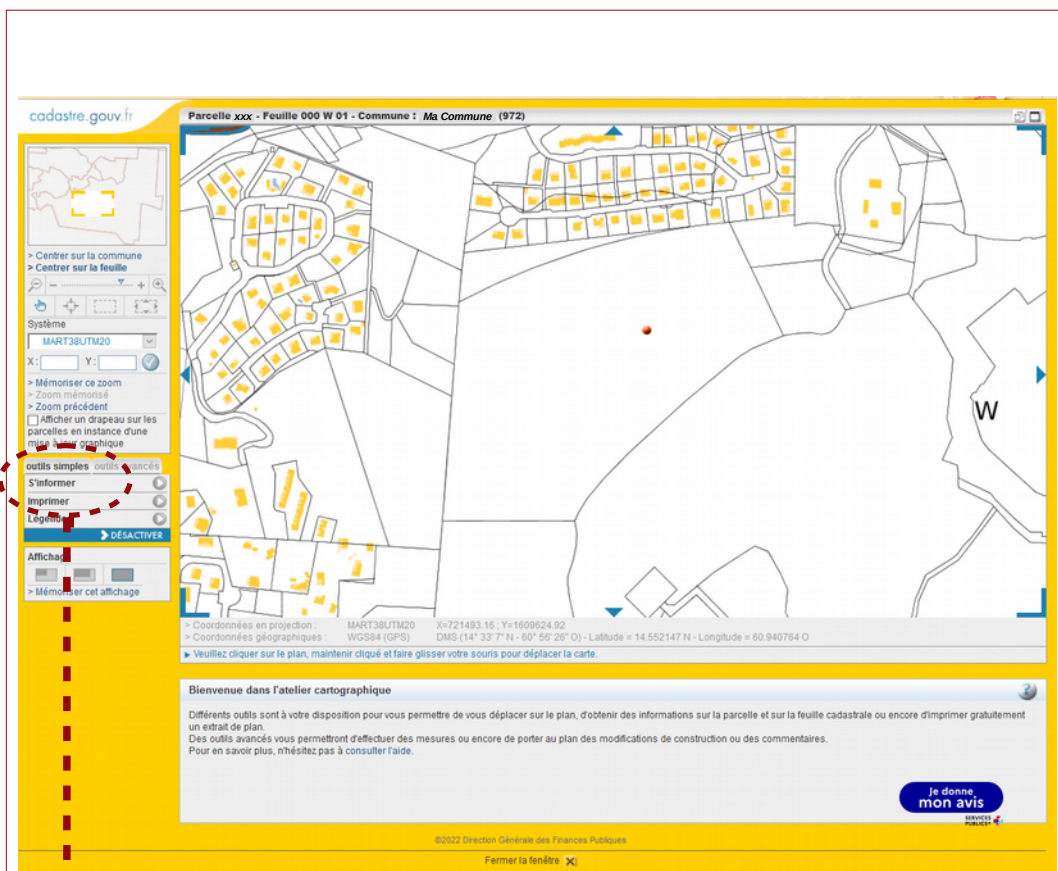 cadastre.gouv.fr
Parcelle xxx - Feuille 000 W 01 - Commune : Ma Commune (972)
> Centrer sur la commune
> Centrer sur la feuille
Système
MART38UTM20
X : Y :
> Mémoriser ce zoom
> Zoom mémorisé
> Zoom précédent
Afficher un drapeau sur les
parcelles en instance d'une
mise à jour graphique
outils simples outils avancés
S'informer
Imprimer
Légende
DÉSACTIVER
Affichage
> Mémoriser cet affichage
W
> Coordonnées en projection : MART38UTM20 X=721493.16 ; Y=1609624.92
> Coordonnées géographiques : WGS84 (GPS) DMS (14° 33' 7" N - 60° 56' 26" O) - Latitude = 14.552147 N - Longitude = 60.940764 O
Veuillez cliquer sur le plan, maintenir cliqué et faire glisser votre souris pour déplacer la carte.
Bienvenue dans l'atelier cartographique
Différents outils sont à votre disposition pour vous permettre de vous déplacer sur le plan, d'obtenir des informations sur la parcelle et sur la feuille cadastrale ou encore d'imprimer gratuitement
un extrait de plan.
Des outils avancés vous permettront d'effectuer des mesures ou encore de porter au plan des modifications de construction ou des commentaires.
Pour en savoir plus, n'hésitez pas à consulter l'aide.
Je donne
mon avis
SERVICES
PUBLICS+
©2022 Direction Générale des Finances Publiques
Fermer la fenêtre